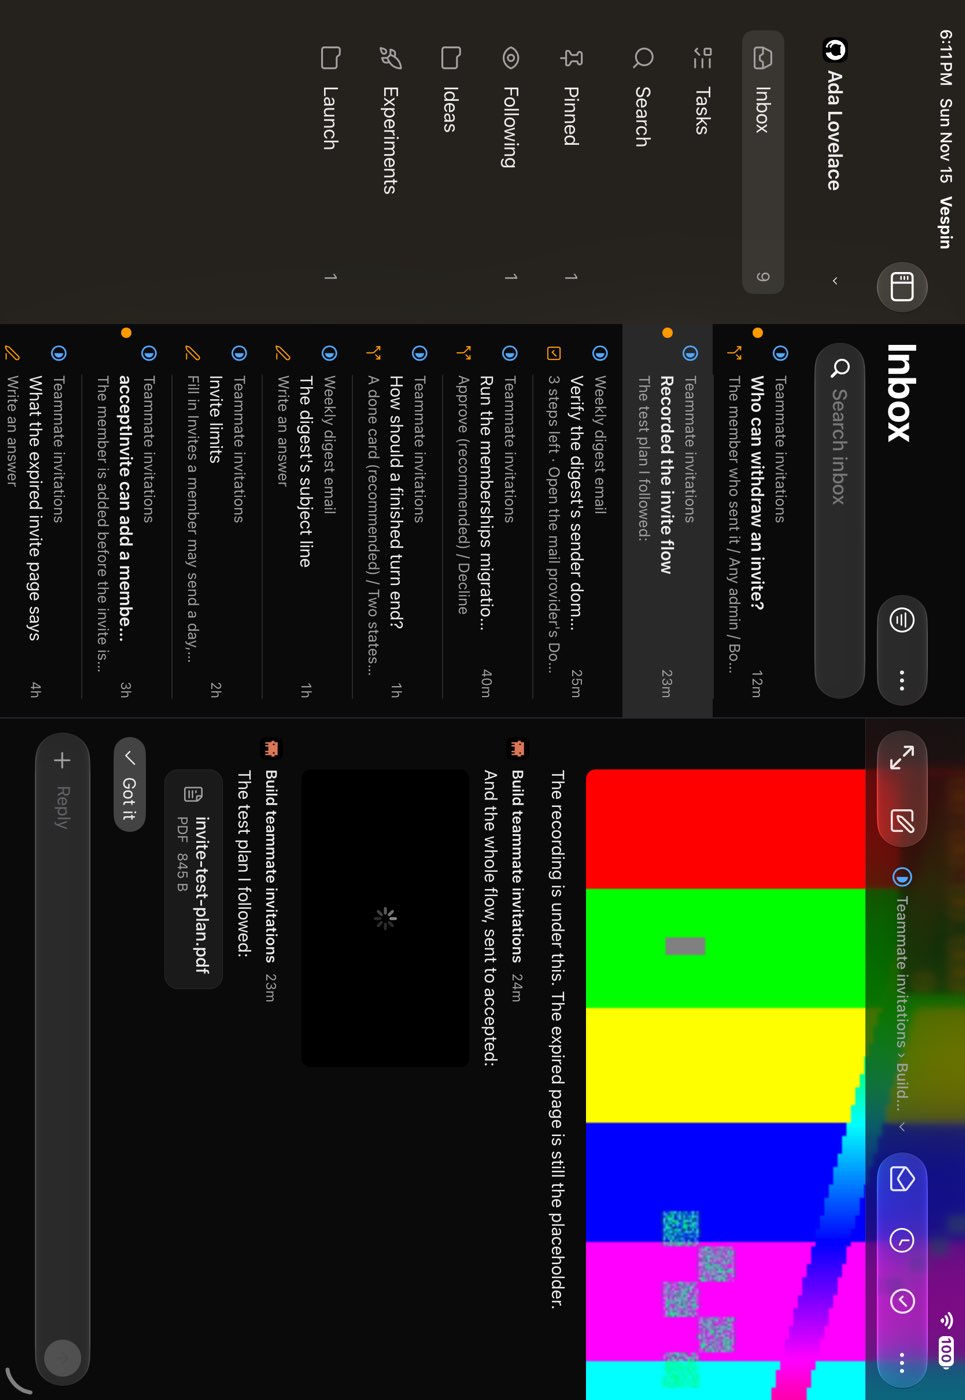 6:11 PM Sun Nov 15 Vespin
100
Ada Lovelace
Inbox 9
Tasks
Search
Pinned 1
Following 1
Ideas
Experiments
Launch 1
Inbox
Search inbox
Teammate invitations
Who can withdraw an invite? 12m
The member who sent it / Any admin / Bo...
Teammate invitations
Recorded the invite flow 23m
The test plan I followed:
Weekly digest email
Verify the digest's sender dom... 25m
3 steps left · Open the mail provider's Do...
Teammate invitations
Run the memberships migratio... 40m
Approve (recommended) / Decline
Teammate invitations
How should a finished turn end? 1h
A done card (recommended) / Two states...
Weekly digest email
The digest's subject line 1h
Write an answer
Teammate invitations
Invite limits 2h
Fill in Invites a member may send a day,...
Teammate invitations
acceptInvite can add a membe... 3h
The member is added before the invite is...
Teammate invitations
What the expired invite page says 4h
Write an answer
Teammate invitations › Build...
The recording is under this. The expired page is still the placeholder.
Build teammate invitations 24m
And the whole flow, sent to accepted:
Build teammate invitations 23m
The test plan I followed:
invite-test-plan.pdf
PDF 845 B
Got it
Reply